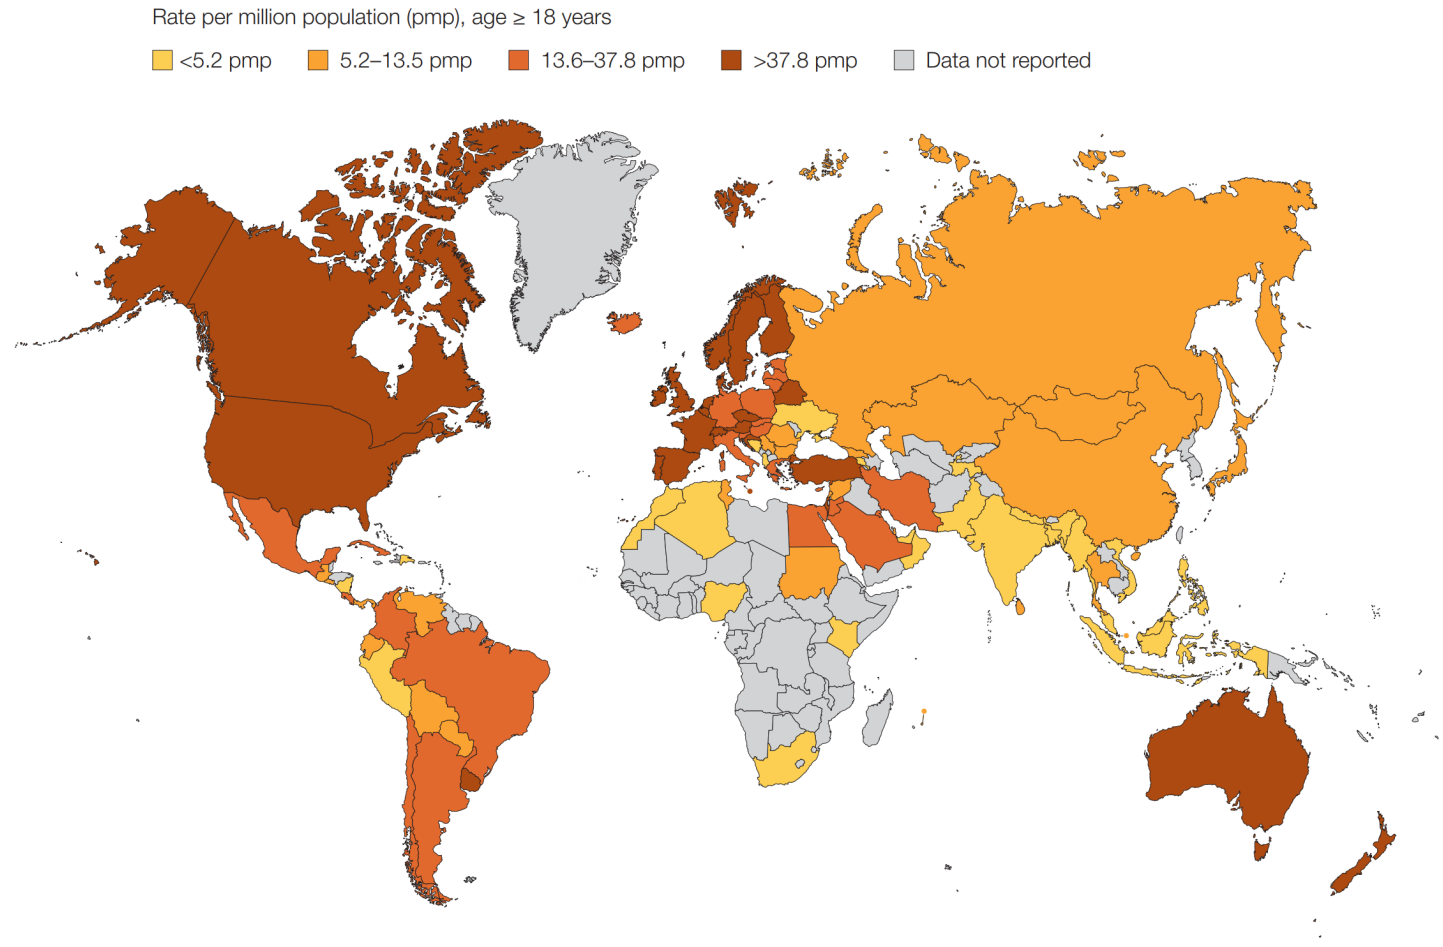 Rate per million population (pmp), age ≥ 18 years
<5.2 pmp 5.2–13.5 pmp 13.6–37.8 pmp >37.8 pmp Data not reported